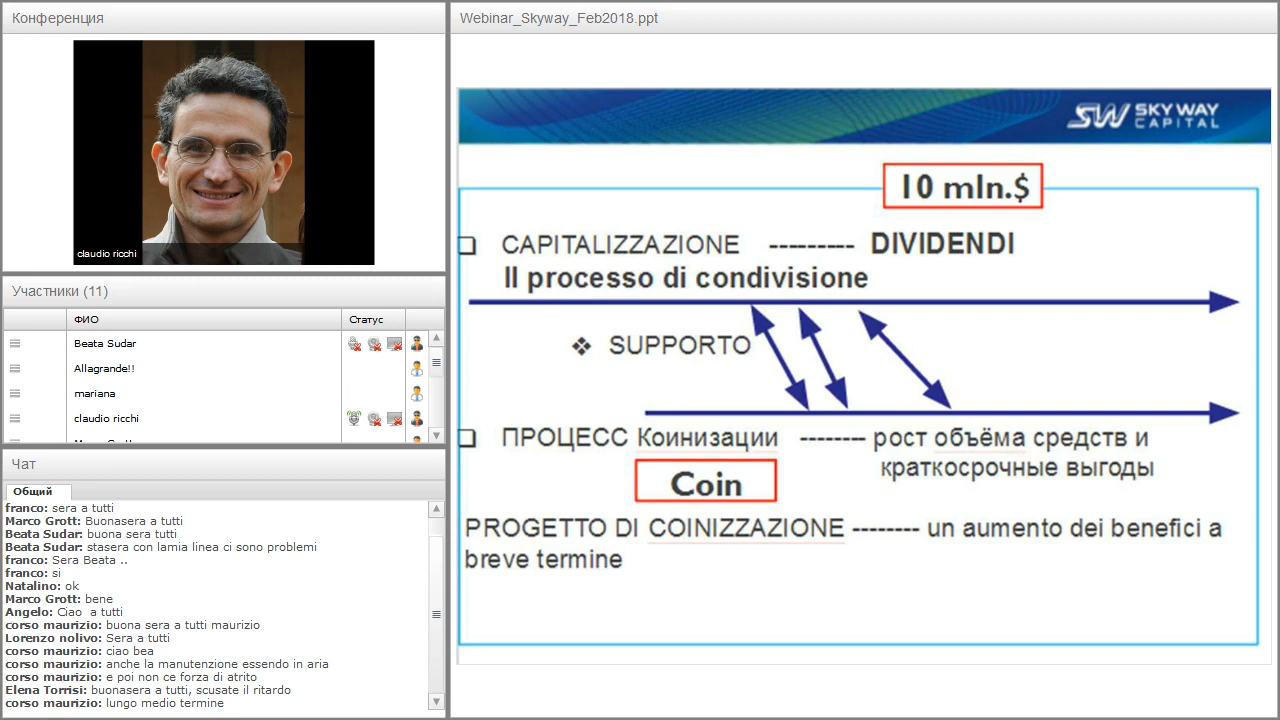 Конференция
claudio ricchi
Участники (11)
ФИО Статус
Beata Sudar
Allagrande!!
mariana
claudio ricchi
Чат
Общий
franco: sera a tutti
Marco Grott: Buonasera a tutti
Beata Sudar: buona sera tutti
Beata Sudar: stasera con lamia linea ci sono problemi
franco: Sera Beata ..
franco: si
Natalino: ok
Marco Grott: bene
Angelo: Ciao a tutti
corso maurizio: buona sera a tutti maurizio
Lorenzo nolivo: Sera a tutti
corso maurizio: ciao bea
corso maurizio: anche la manutenzione essendo in aria
corso maurizio: e poi non ce forza di atrito
Elena Torrisi: buonasera a tutti, scusate il ritardo
corso maurizio: lungo medio termine
Webinar_Skyway_Feb2018.ppt
SW SKY WAY
CAPITAL
10 mln.$
CAPITALIZZAZIONE --------- DIVIDENDI
Il processo di condivisione
SUPPORTO
ПРОЦЕСС Коинизации -------- рост объёма средств и
краткосрочные выгоды
Coin
PROGETTO DI COINIZZAZIONE -------- un aumento dei benefici a
breve termine